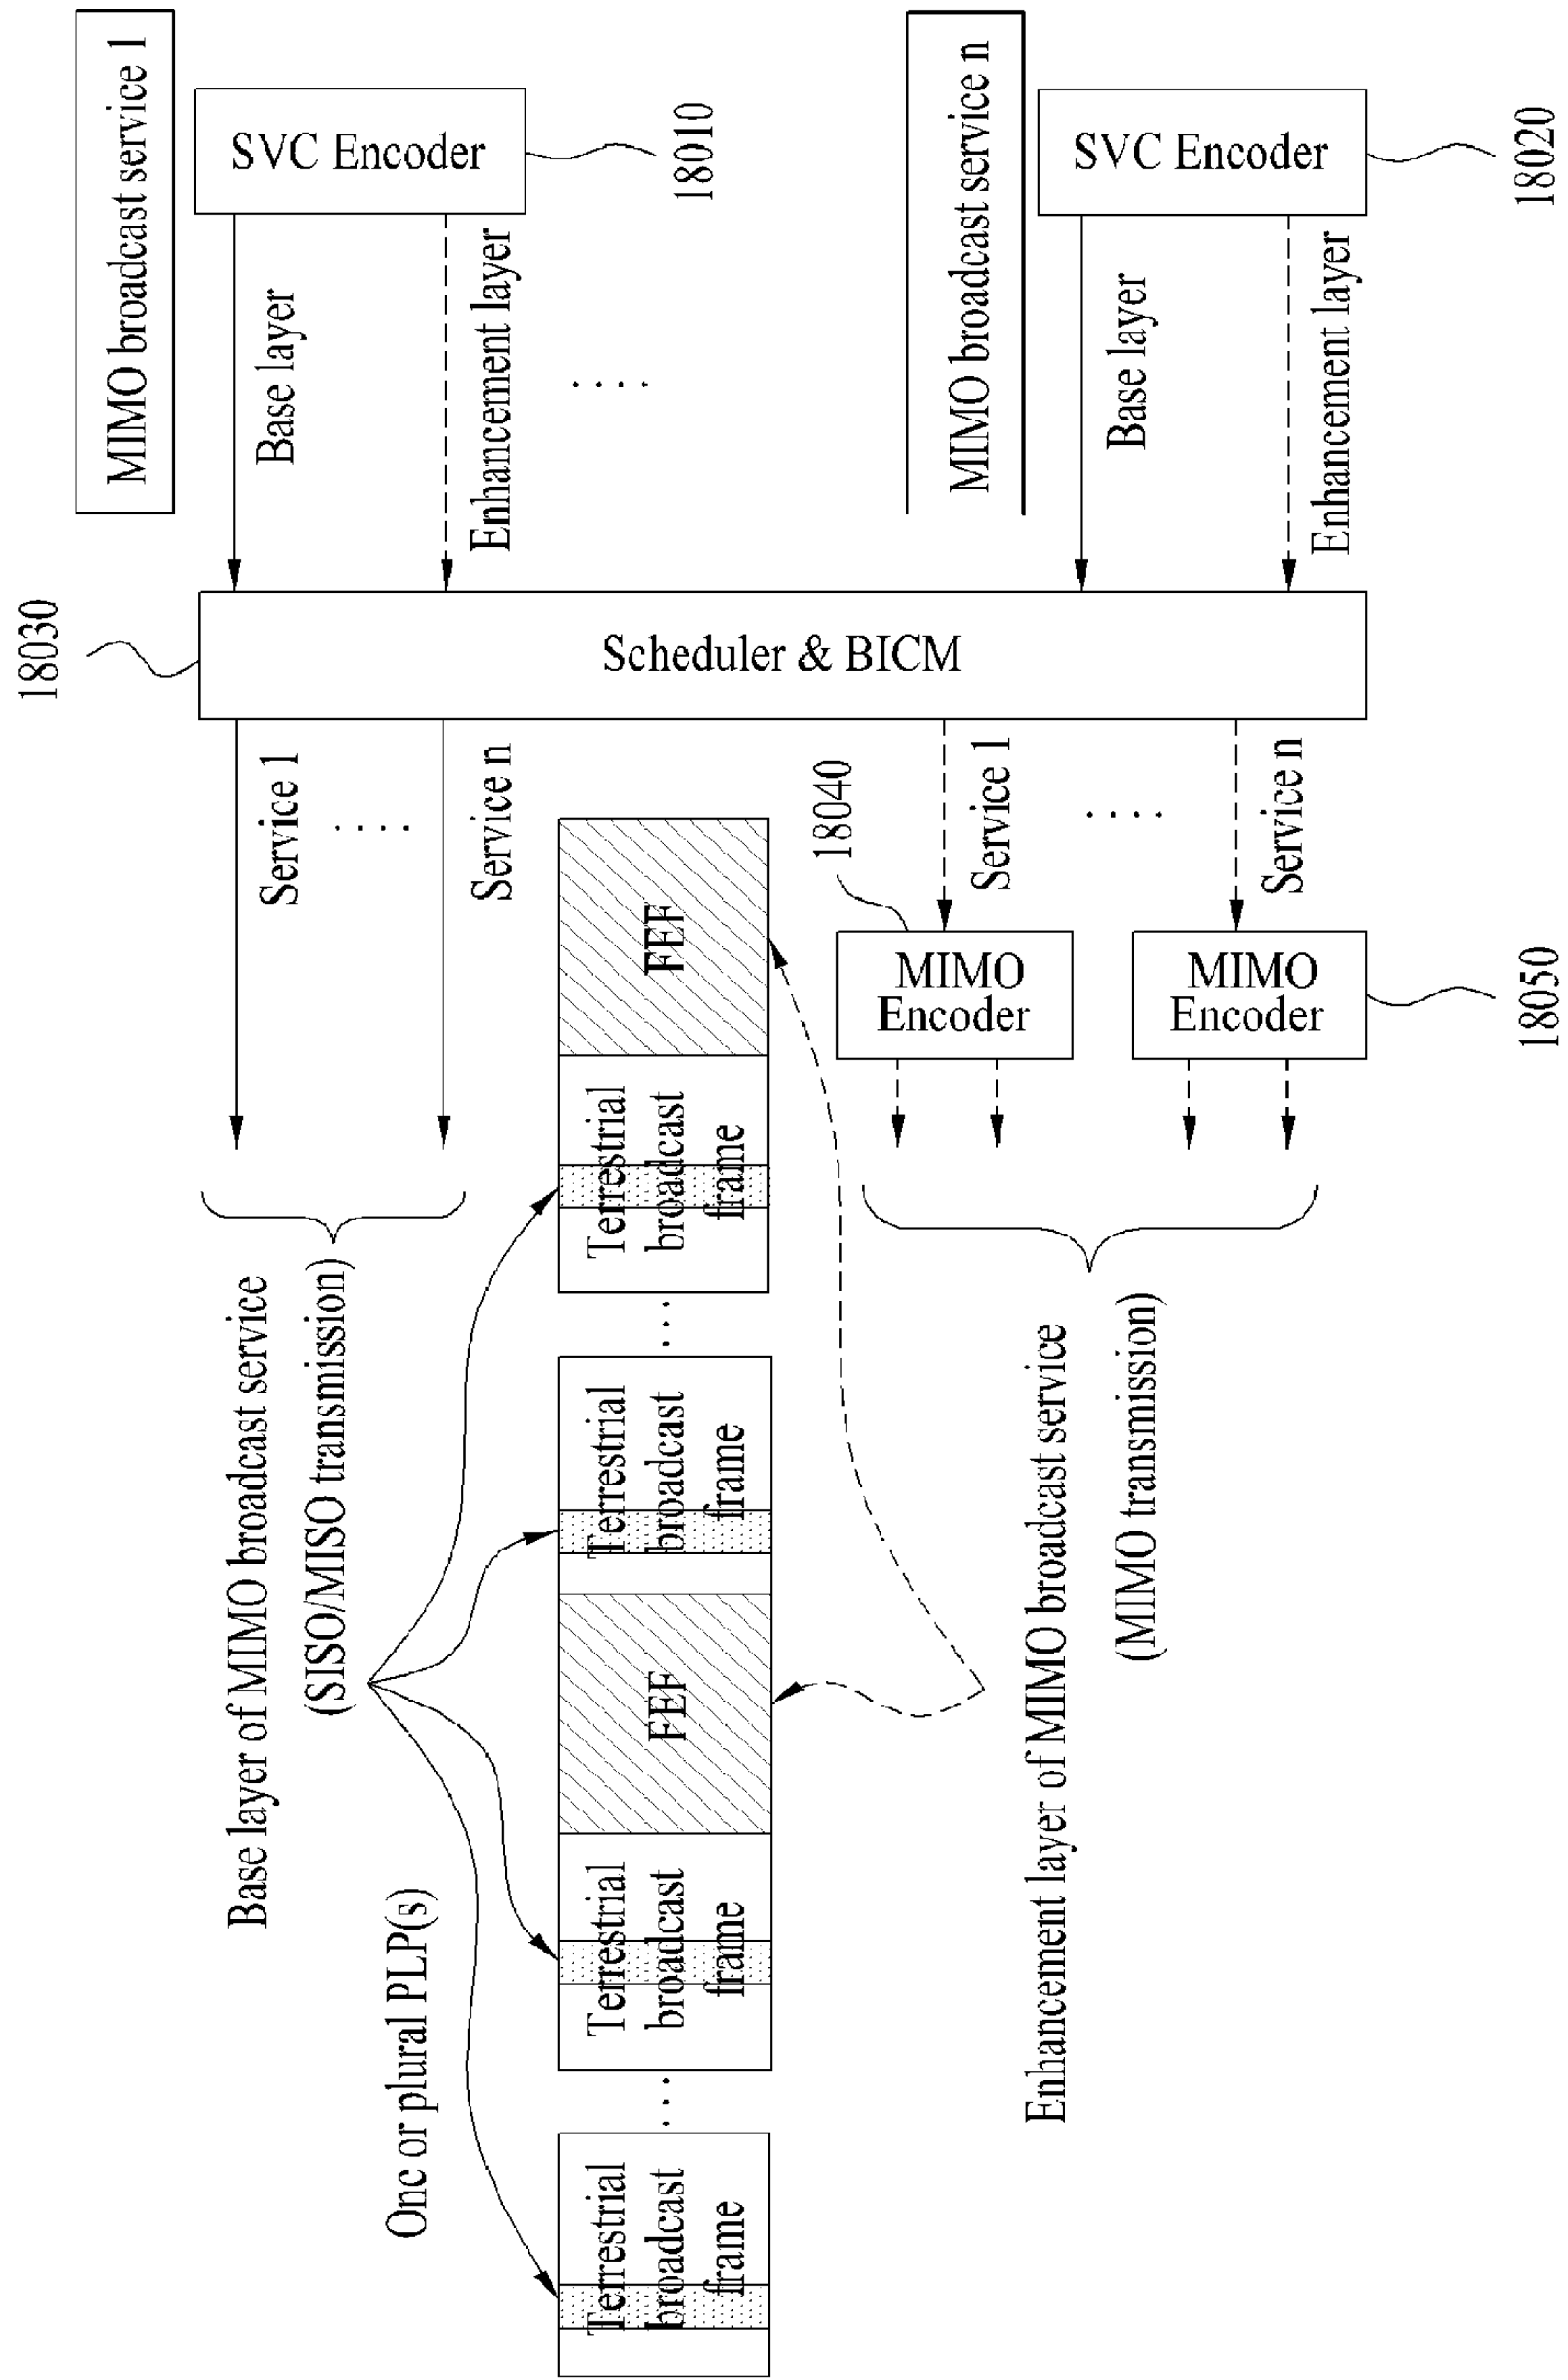 MIMO broadcast service 1
SVC Encoder
18010
Base layer
Enhancement layer
. . . .
MIMO broadcast service n
SVC Encoder
18020
Base layer
Enhancement layer
18030
Scheduler & BICM
Service 1
. . . .
Service n
Service 1
. . . .
Service n
18040
MIMO
Encoder
MIMO
Encoder
18050
Base layer of MIMO broadcast service
(SISO/MISO transmission)
One or plural PLP(s)
Terrestrial
broadcast
frame
. . .
Terrestrial
broadcast
frame
FEF
Terrestrial
broadcast
frame
. . .
Terrestrial
broadcast
frame
FEF
Enhancement layer of MIMO broadcast service
(MIMO transmission)